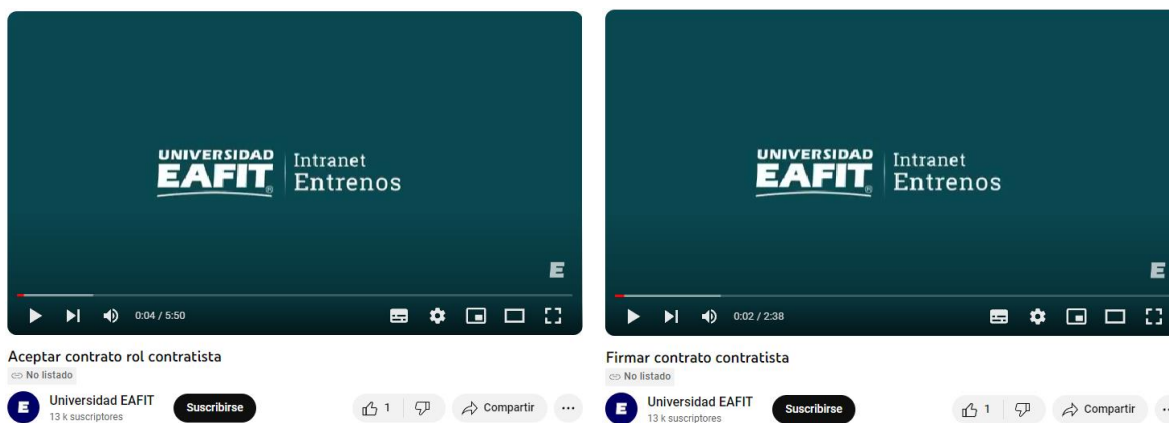 UNIVERSIDAD
EAFIT®
Intranet
Entrenos
E
0:04 / 5:50
Aceptar contrato rol contratista
No listado
E
Universidad EAFIT
13 k suscriptores
Suscribirse
1
Compartir
UNIVERSIDAD
EAFIT®
Intranet
Entrenos
E
0:02 / 2:38
Firmar contrato contratista
No listado
E
Universidad EAFIT
13 k suscriptores
Suscribirse
1
Compartir